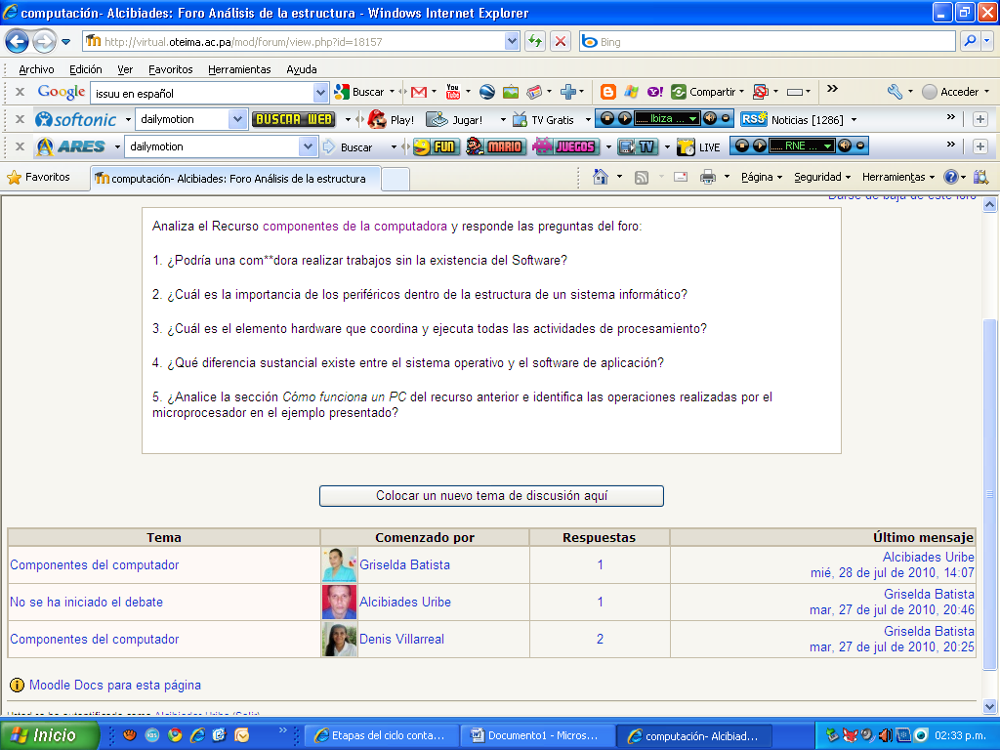 computación- Alcibiades: Foro Análisis de la estructura - Windows Internet Explorer
http://virtual.oteima.ac.pa/mod/forum/view.php?id=18157
Bing
Archivo Edición Ver Favoritos Herramientas Ayuda
Google issuu en español Buscar Compartir Acceder
softonic dailymotion BUSCAR WEB Play! Jugar! TV Gratis Ibiza ... RSS Noticias [1286]
ARES dailymotion Buscar FUN MARIO JUEGOS TV LIVE RNE ...
Favoritos computación- Alcibiades: Foro Análisis de la estructura Página Seguridad Herramientas
Darse de baja de este foro
Analiza el Recurso componentes de la computadora y responde las preguntas del foro:
1. ¿Podría una com**dora realizar trabajos sin la existencia del Software?
2. ¿Cuál es la importancia de los periféricos dentro de la estructura de un sistema informático?
3. ¿Cuál es el elemento hardware que coordina y ejecuta todas las actividades de procesamiento?
4. ¿Qué diferencia sustancial existe entre el sistema operativo y el software de aplicación?
5. ¿Analice la sección Cómo funciona un PC del recurso anterior e identifica las operaciones realizadas por el
microprocesador en el ejemplo presentado?
Colocar un nuevo tema de discusión aquí
Tema Comenzado por Respuestas Último mensaje
Componentes del computador Griselda Batista 1 Alcibiades Uribe
mié, 28 de jul de 2010, 14:07
No se ha iniciado el debate Alcibiades Uribe 1 Griselda Batista
mar, 27 de jul de 2010, 20:46
Componentes del computador Denis Villarreal 2 Griselda Batista
mar, 27 de jul de 2010, 20:25
Moodle Docs para esta página
Inicio Etapas del ciclo conta... Documento1 - Micros... computación- Alcibiad... 02:33 p.m.